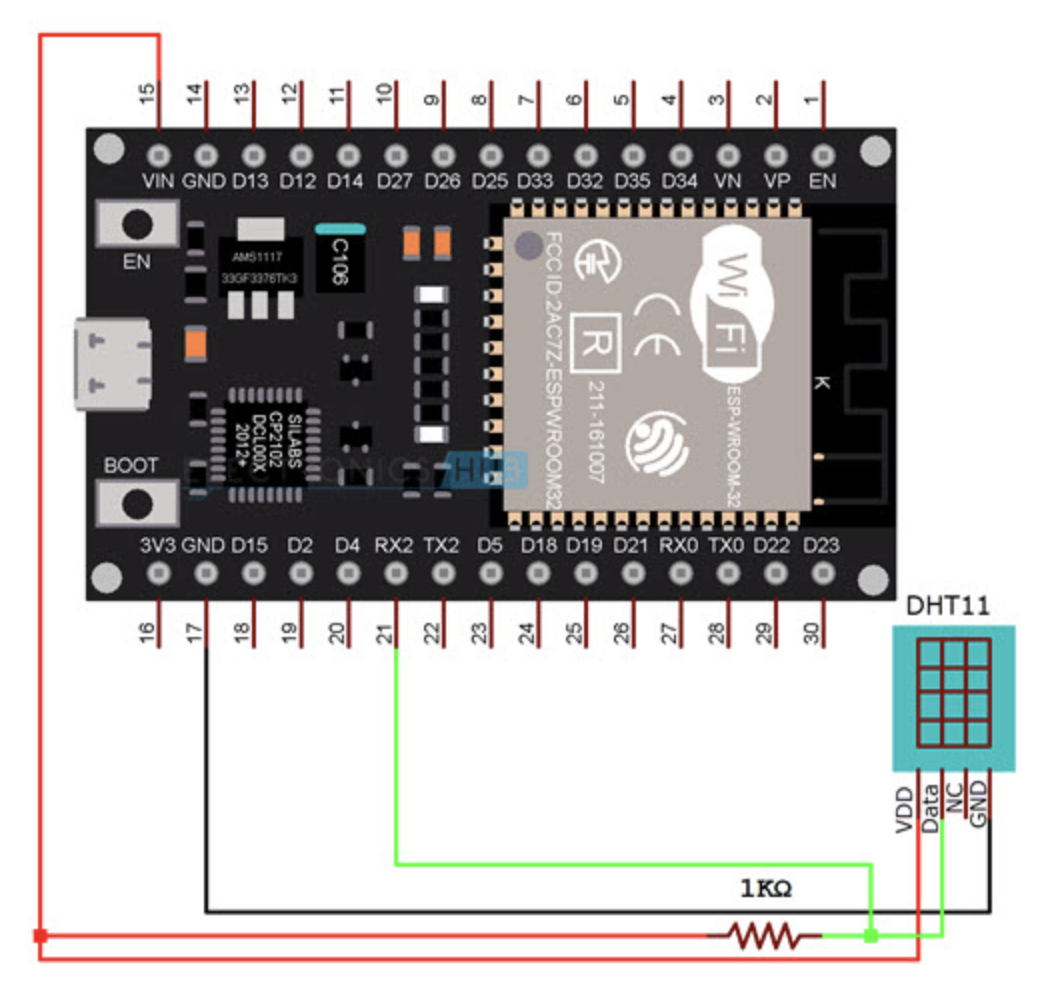 15 14 13 12 11 10 9 8 7 6 5 4 3 2 1
VIN GND D13 D12 D14 D27 D26 D25 D33 D32 D35 D34 VN VP EN
EN
AMS1117
33GF3376TK3
C106
SILABS
CP2102
DCL00X
2012+
FCC ID:2AC7Z-ESPWROOM32
R
211-161007
CE
Wi
Fi
ESP-WROOM-32
K
BOOT
ELECTRONICS HUB
3V3 GND D15 D2 D4 RX2 TX2 D5 D18 D19 D21 RX0 TX0 D22 D23
16 17 18 19 20 21 22 23 24 25 26 27 28 29 30
DHT11
VDD
Data
NC
GND
1KΩ